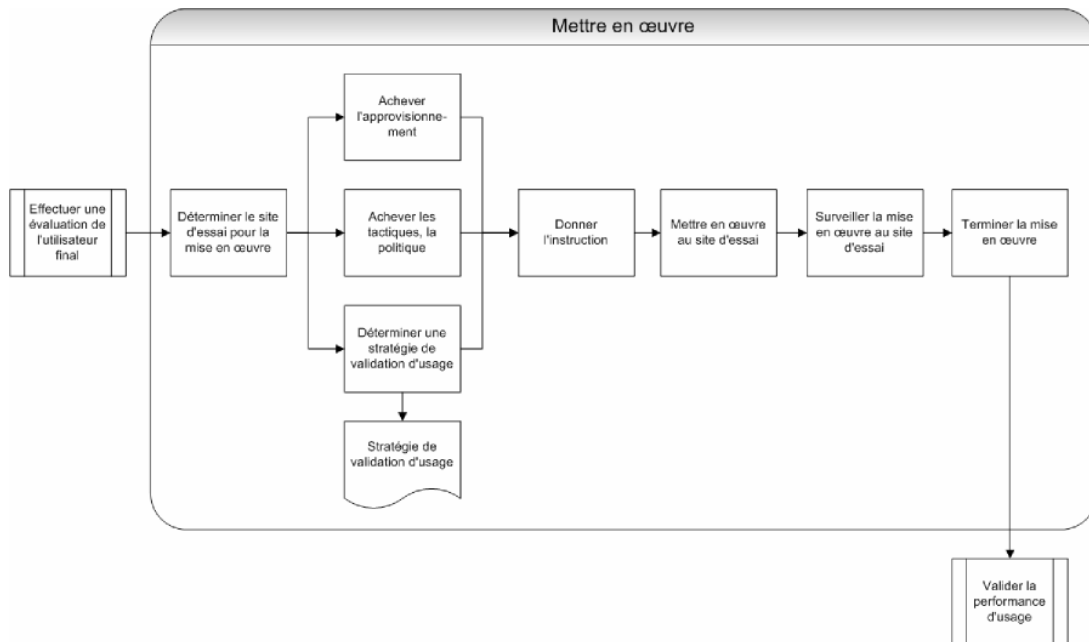 Mettre en œuvre
Effectuer une
évaluation de
l'utilisateur
final
Déterminer le site
d'essai pour la
mise en œuvre
Achever
l'approvisionne-
ment
Achever les
tactiques, la
politique
Déterminer une
stratégie de
validation d'usage
Stratégie de
validation d'usage
Donner
l'instruction
Mettre en œuvre
au site d'essai
Surveiller la mise
en œuvre au site
d'essai
Terminer la mise
en œuvre
Valider la
performance
d'usage